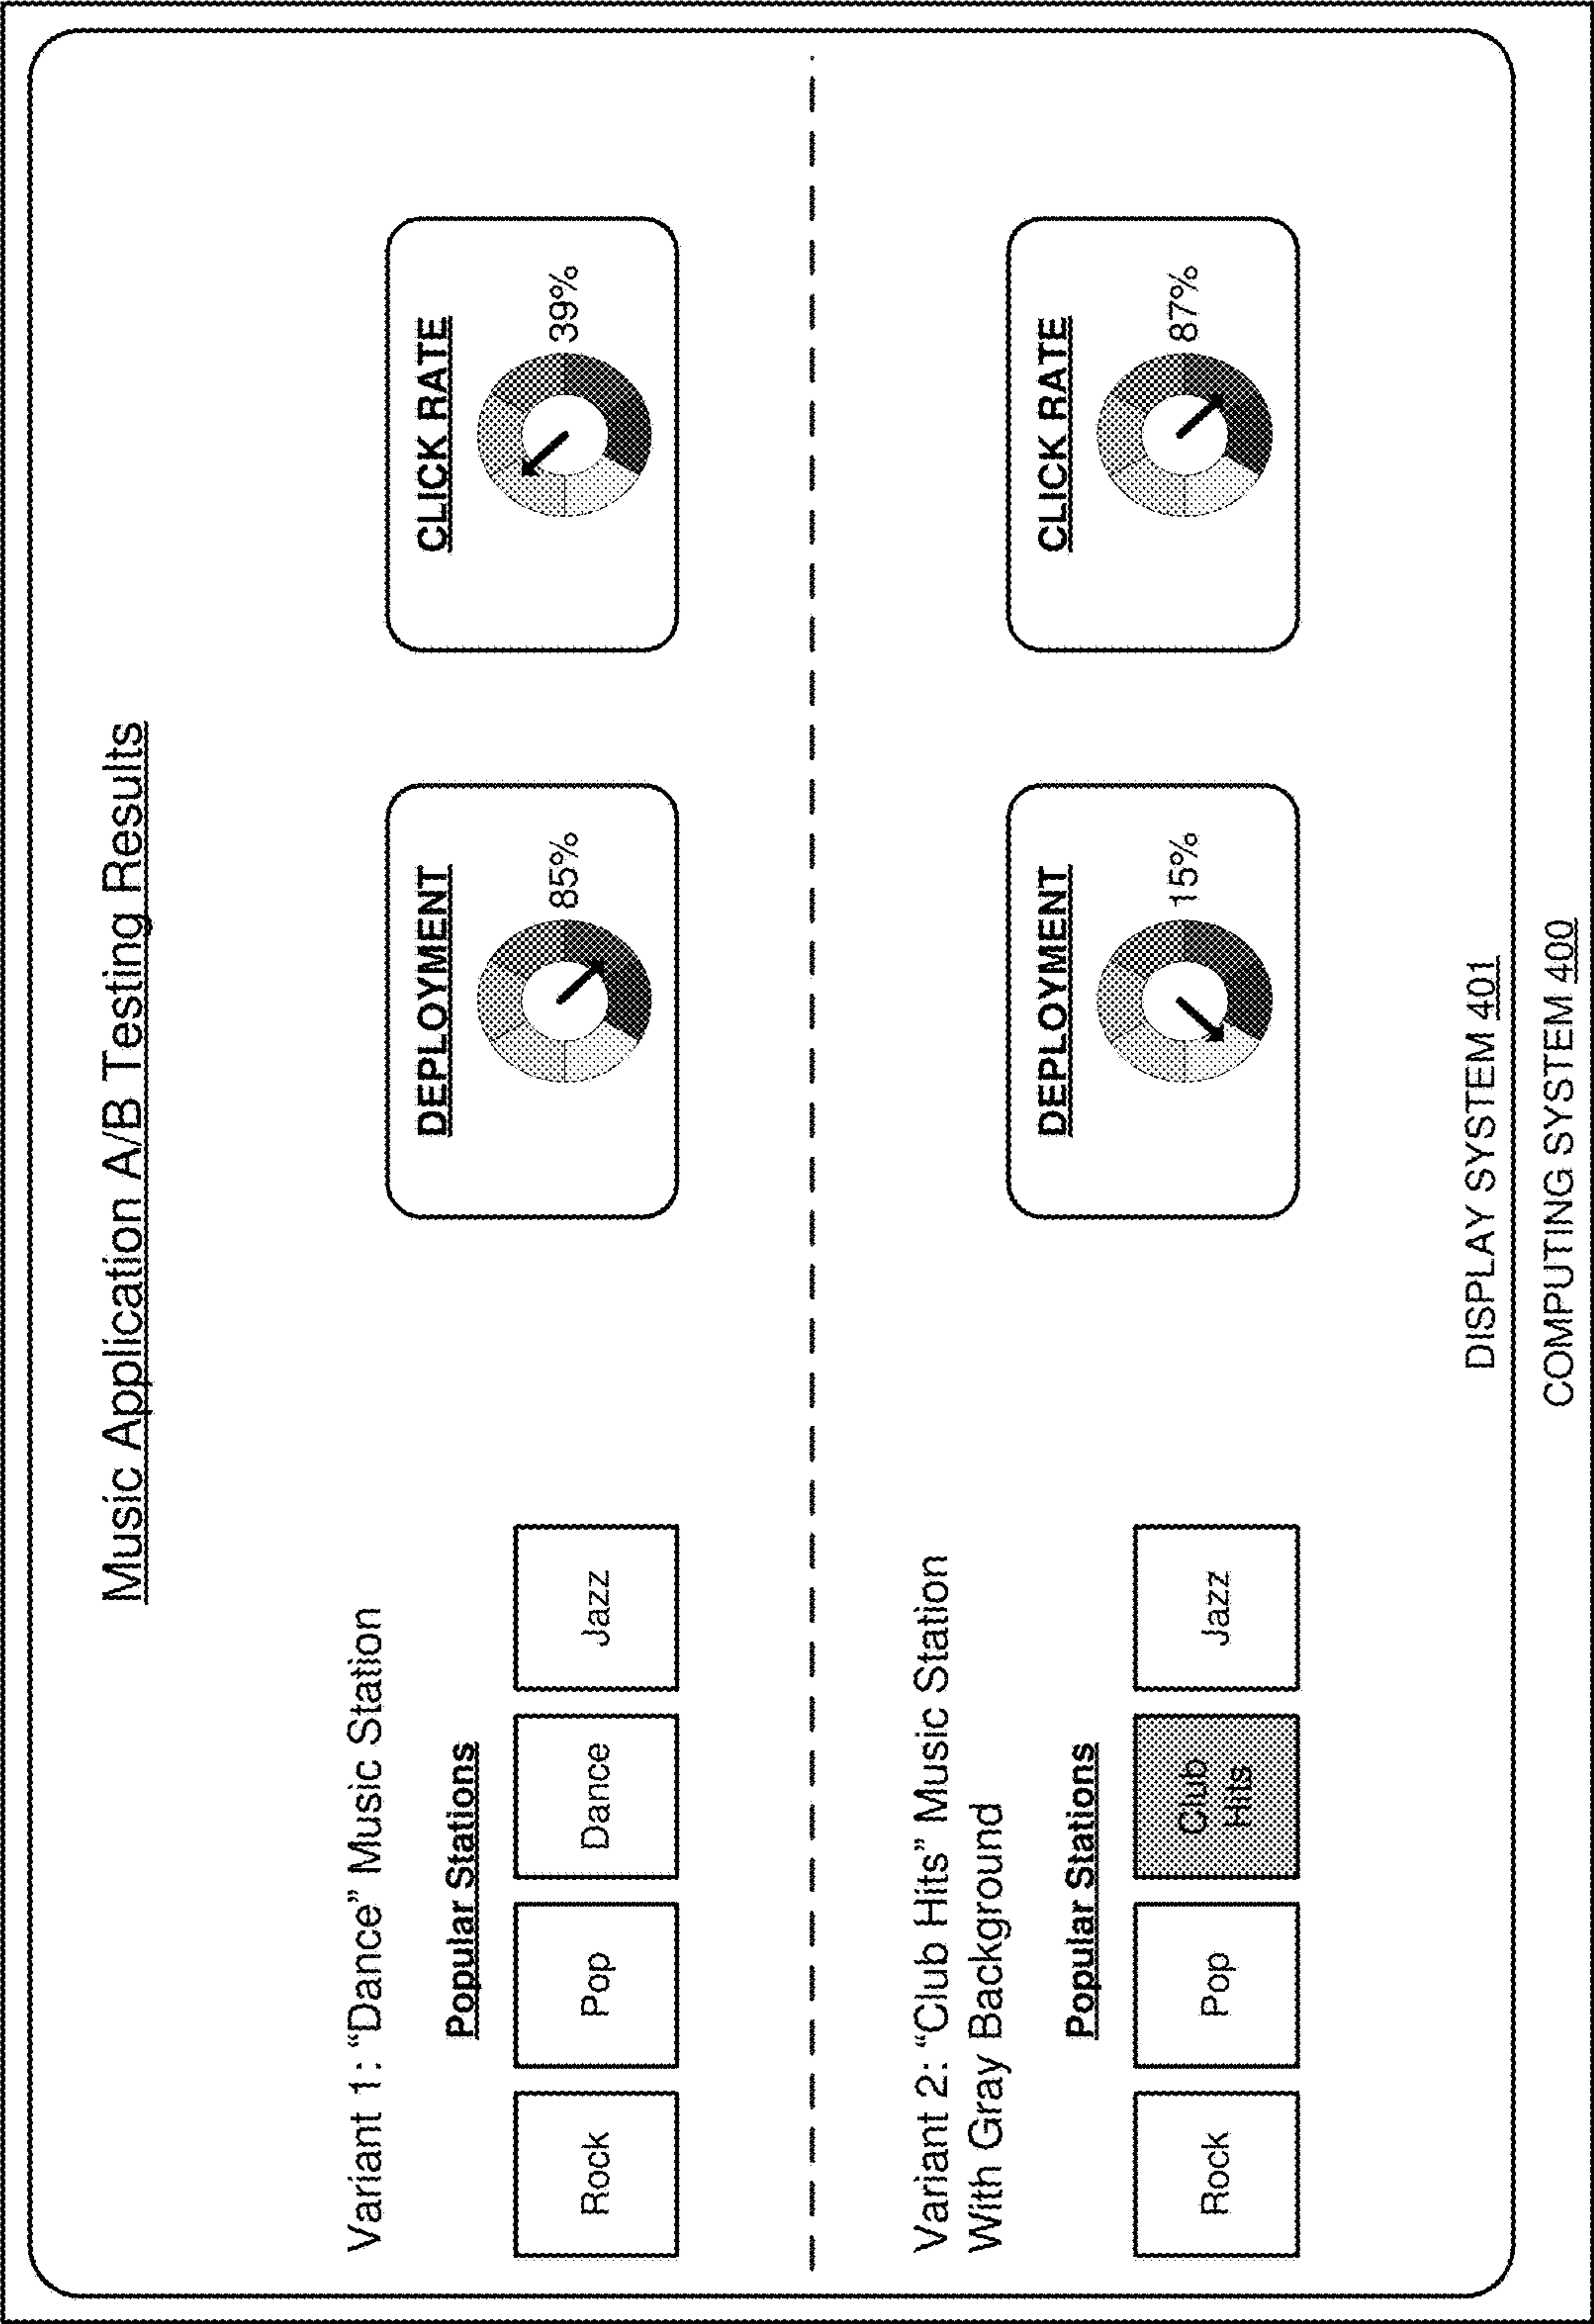 Music Application A/B Testing Results
Variant 1: “Dance” Music Station
Popular Stations
Rock
Pop
Dance
Jazz
DEPLOYMENT
85%
CLICK RATE
39%
Variant 2: “Club Hits” Music Station
With Gray Background
Popular Stations
Rock
Pop
Club
Hits
Jazz
DEPLOYMENT
15%
CLICK RATE
87%
DISPLAY SYSTEM 401
COMPUTING SYSTEM 400